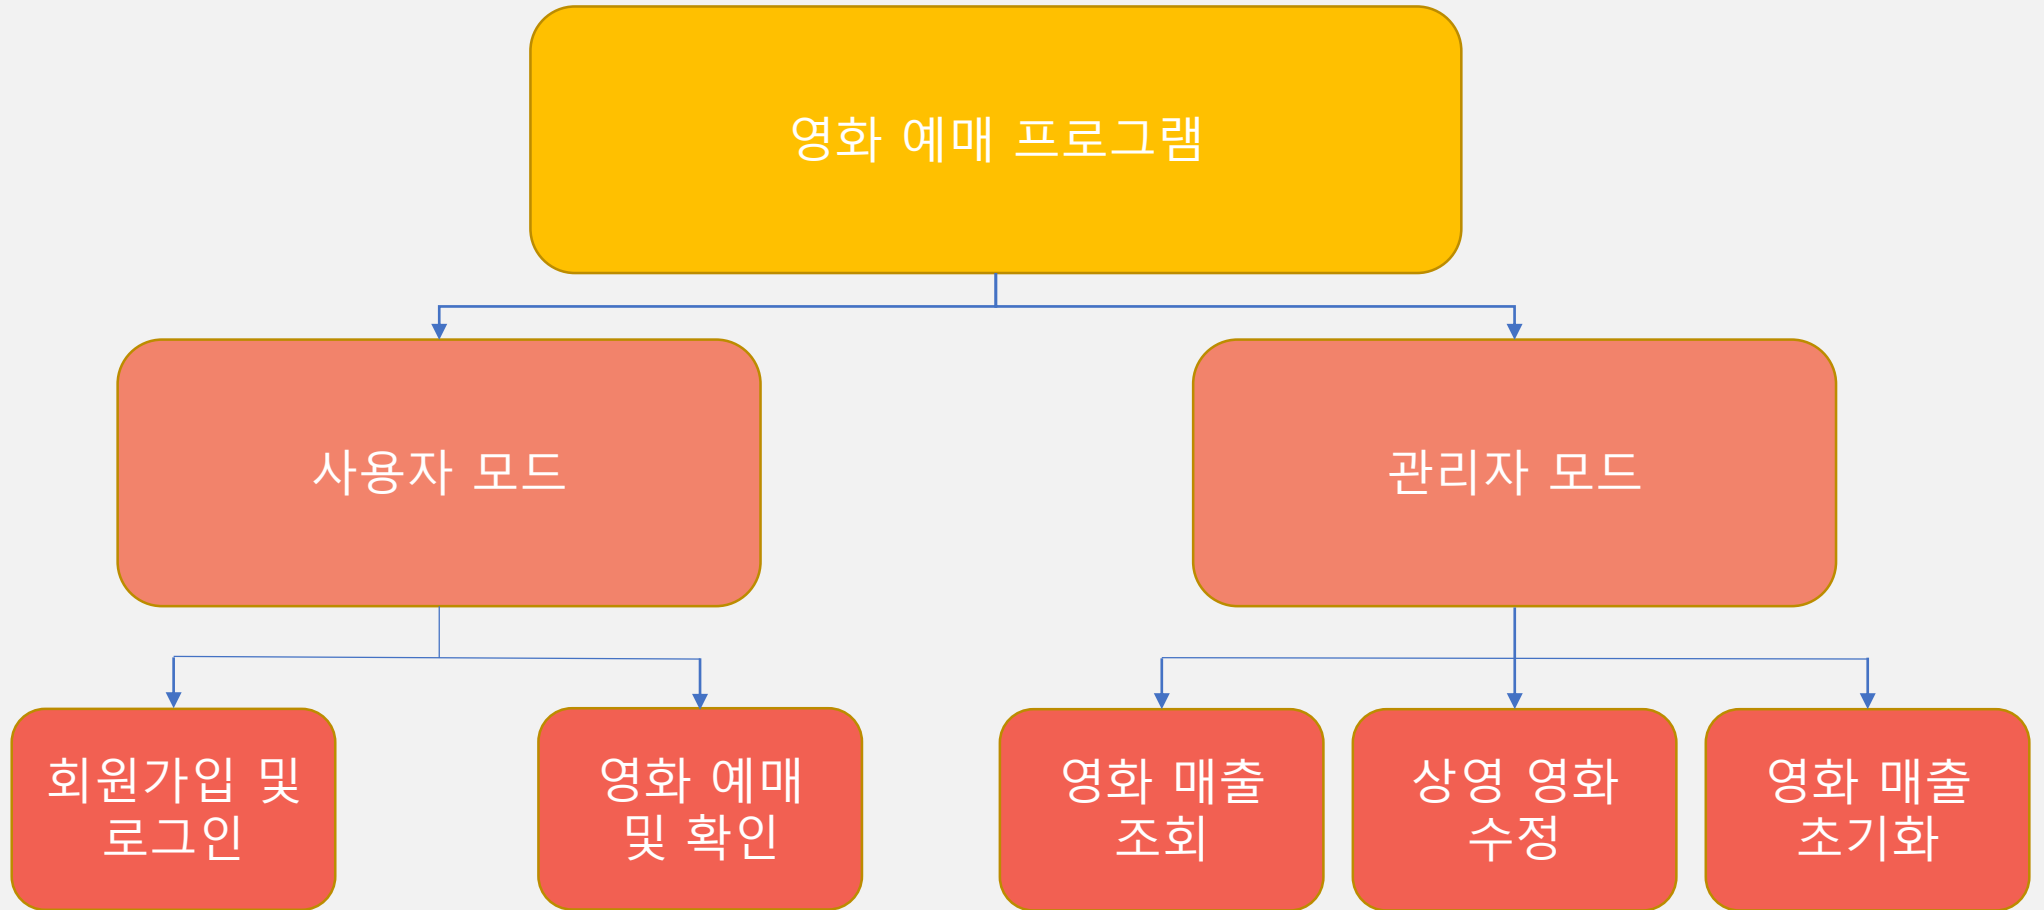 영화 예매 프로그램
사용자 모드
관리자 모드
회원가입 및
로그인
영화 예매
및 확인
영화 매출
조회
상영 영화
수정
영화 매출
초기화